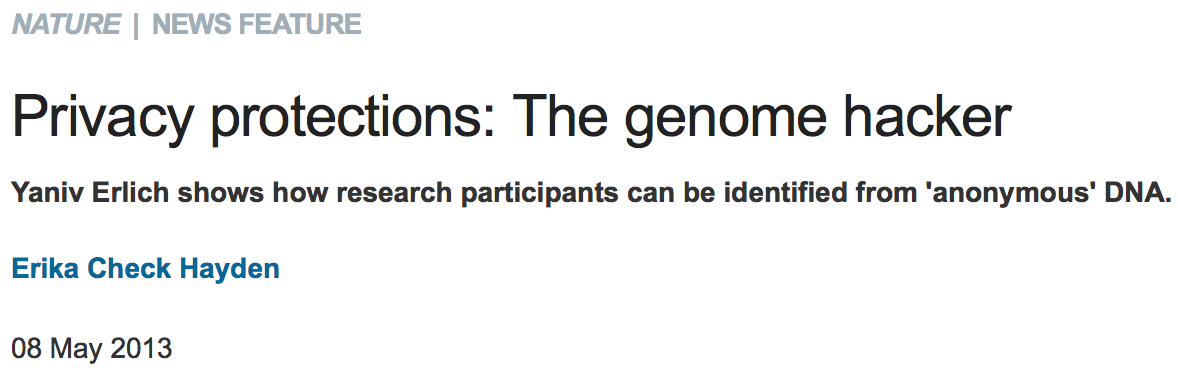 NATURE | NEWS FEATURE
Privacy protections: The genome hacker
Yaniv Erlich shows how research participants can be identified from 'anonymous' DNA.
Erika Check Hayden
08 May 2013